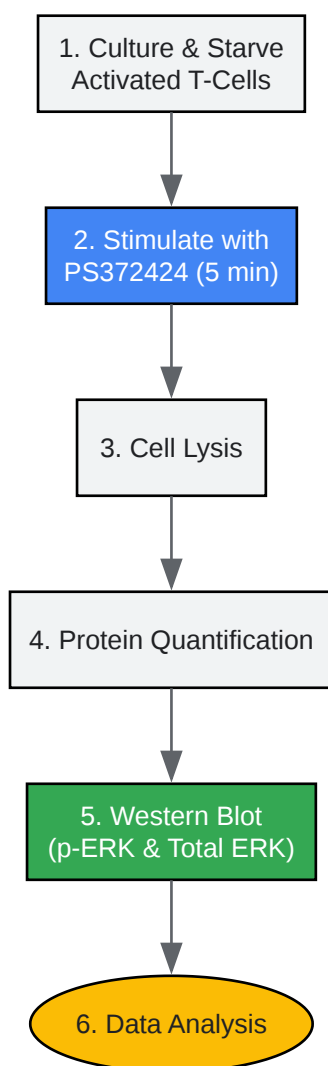 1. Culture & Starve
Activated T-Cells
2. Stimulate with
PS372424 (5 min)
3. Cell Lysis
4. Protein Quantification
5. Western Blot
(p-ERK & Total ERK)
6. Data Analysis